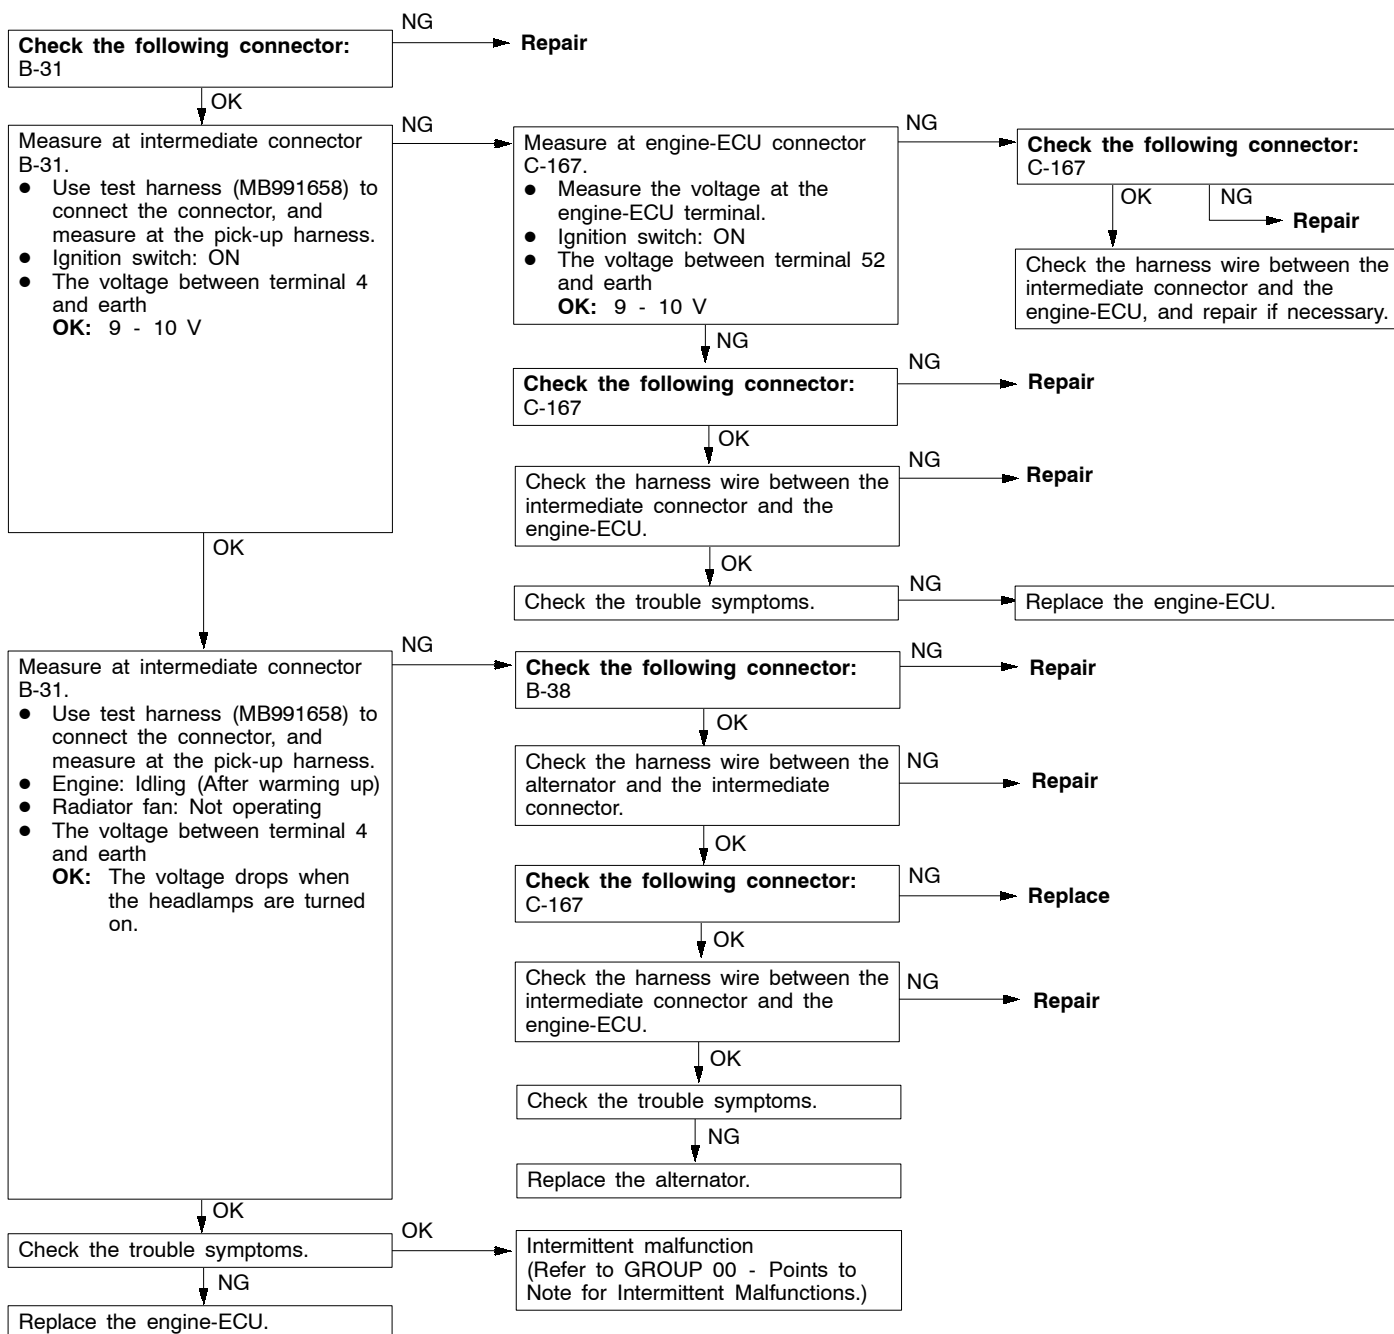 Check the following connector:
B-31
NG
Repair
OK
Measure at intermediate connector
B-31.
● Use test harness (MB991658) to
connect the connector, and
measure at the pick-up harness.
● Ignition switch: ON
● The voltage between terminal 4
and earth
OK: 9 - 10 V
NG
Measure at engine-ECU connector
C-167.
● Measure the voltage at the
engine-ECU terminal.
● Ignition switch: ON
● The voltage between terminal 52
and earth
OK: 9 - 10 V
NG
Check the following connector:
C-167
OK
NG
Repair
Check the harness wire between the
intermediate connector and the
engine-ECU, and repair if necessary.
NG
Check the following connector:
C-167
NG
Repair
OK
Check the harness wire between the
intermediate connector and the
engine-ECU.
NG
Repair
OK
Check the trouble symptoms.
NG
Replace the engine-ECU.
OK
Measure at intermediate connector
B-31.
● Use test harness (MB991658) to
connect the connector, and
measure at the pick-up harness.
● Engine: Idling (After warming up)
● Radiator fan: Not operating
● The voltage between terminal 4
and earth
OK: The voltage drops when
the headlamps are turned
on.
NG
Check the following connector:
B-38
NG
Repair
OK
Check the harness wire between the
alternator and the intermediate
connector.
NG
Repair
OK
Check the following connector:
C-167
NG
Replace
OK
Check the harness wire between the
intermediate connector and the
engine-ECU.
NG
Repair
OK
Check the trouble symptoms.
NG
Replace the alternator.
OK
Check the trouble symptoms.
OK
Intermittent malfunction
(Refer to GROUP 00 - Points to
Note for Intermittent Malfunctions.)
NG
Replace the engine-ECU.